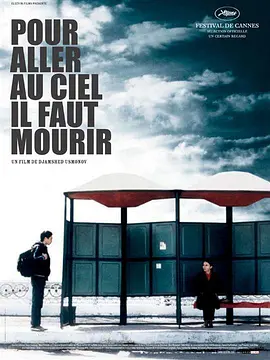 POUR
ALLER
AU CIEL
IL FAUT
MOURIR
UN FILM DE DJAMSHED USMONOV
FESTIVAL DE CANNES
SÉLECTION OFFICIELLE
UN CERTAIN REGARD